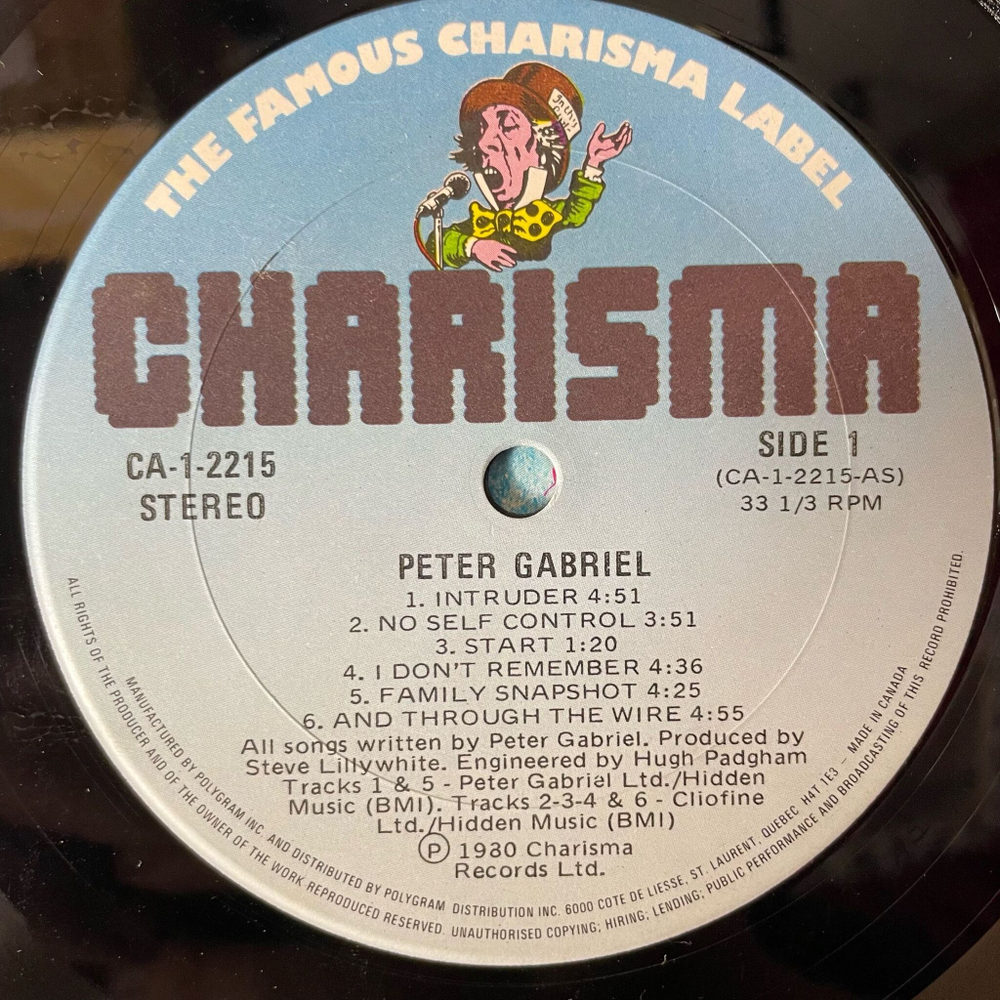 THE FAMOUS CHARISMA LABEL
In this
CHARISMA
CA-1-2215
STEREO
SIDE 1
(CA-1-2215-AS)
33 1/3 RPM
PETER GABRIEL
1. INTRUDER 4:51
2. NO SELF CONTROL 3:51
3. START 1:20
4. I DON'T REMEMBER 4:36
5. FAMILY SNAPSHOT 4:25
6. AND THROUGH THE WIRE 4:55
All songs written by Peter Gabriel. Produced by
Steve Lillywhite. Engineered by Hugh Padgham
Tracks 1 & 5 - Peter Gabriel Ltd./Hidden
Music (BMI). Tracks 2-3-4 & 6 - Cliofine
Ltd./Hidden Music (BMI)
Ⓟ 1980 Charisma
Records Ltd.
MANUFACTURED BY POLYGRAM INC. AND DISTRIBUTED BY POLYGRAM DISTRIBUTION INC. 6000 COTE DE LIESSE, ST. LAURENT, QUEBEC H4T 1E3 – MADE IN CANADA
ALL RIGHTS OF THE PRODUCER AND OF THE OWNER OF THE WORK REPRODUCED RESERVED. UNAUTHORISED COPYING; HIRING; LENDING; PUBLIC PERFORMANCE AND BROADCASTING OF THIS RECORD PROHIBITED.